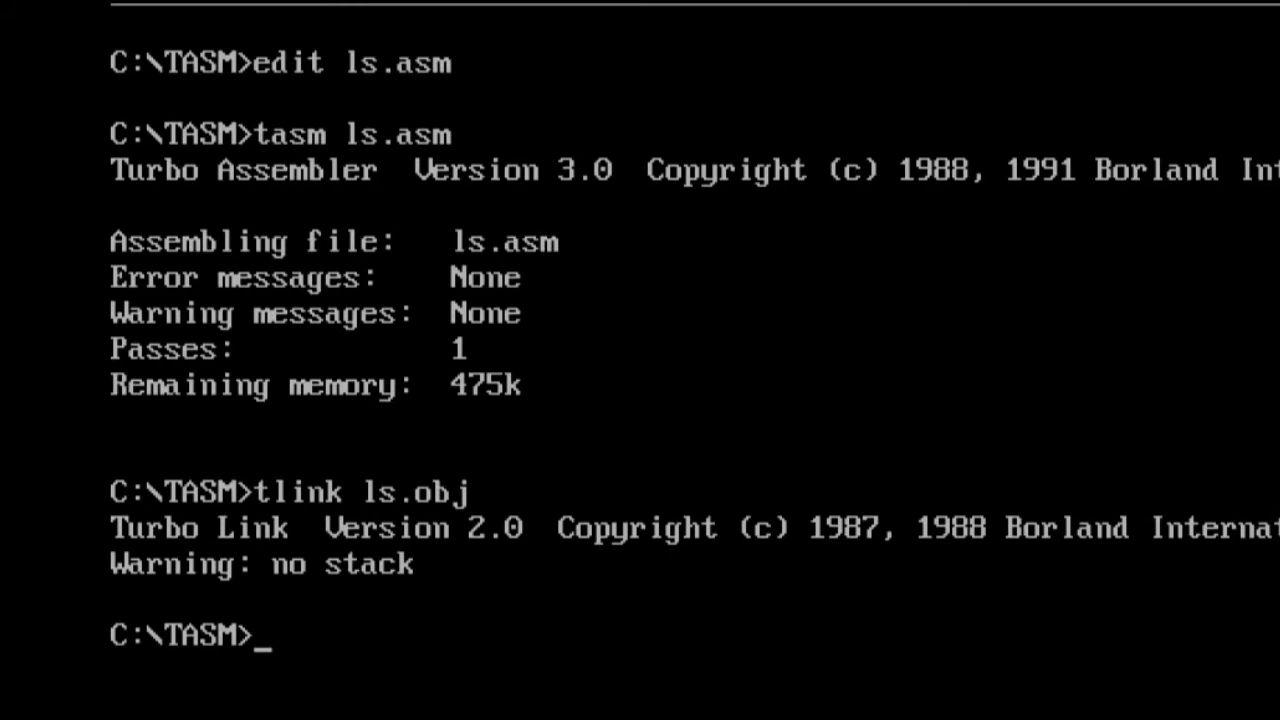 C:\TASM>edit ls.asm
C:\TASM>tasm ls.asm
Turbo Assembler  Version 3.0  Copyright (c) 1988, 1991 Borland Int
Assembling file:   ls.asm
Error messages:    None
Warning messages:  None
Passes:            1
Remaining memory:  475k
C:\TASM>tlink ls.obj
Turbo Link  Version 2.0  Copyright (c) 1987, 1988 Borland Interna
Warning: no stack
C:\TASM>_